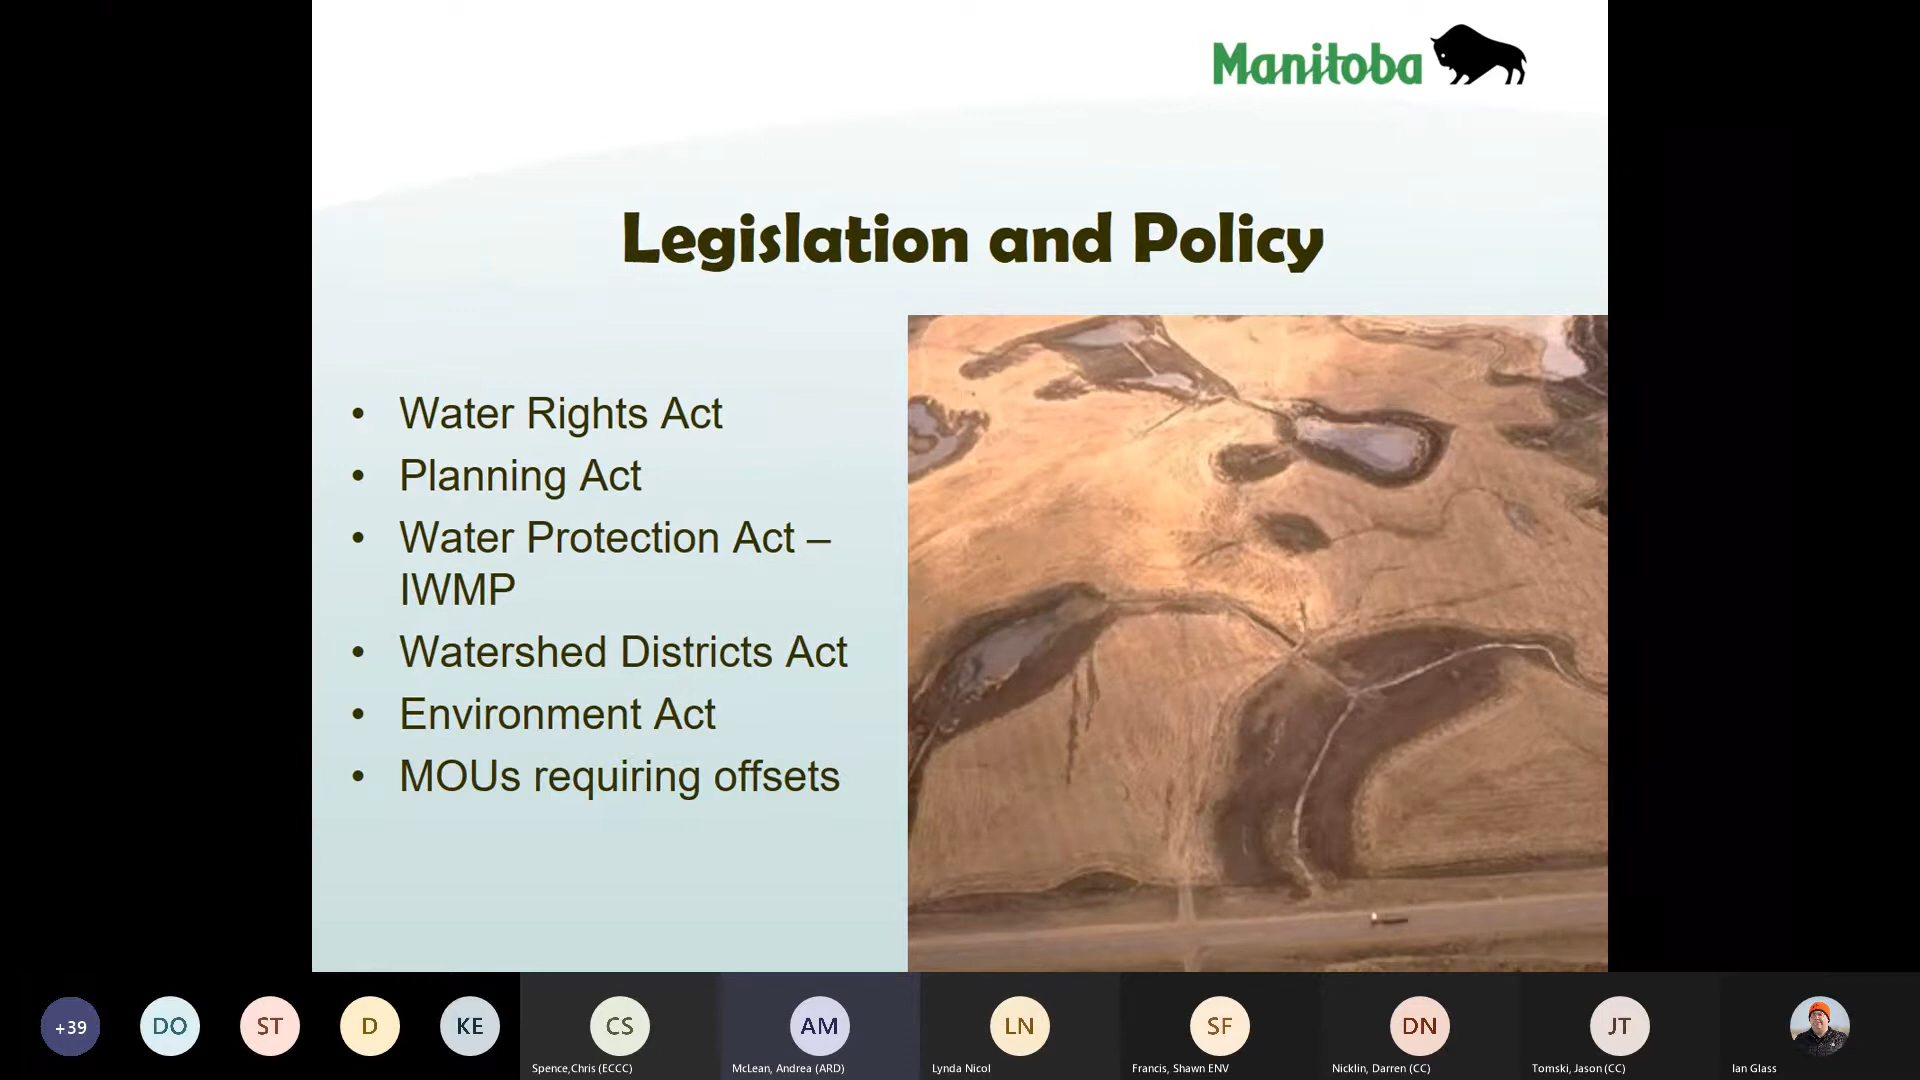 Manitoba
Legislation and Policy
• Water Rights Act
• Planning Act
• Water Protection Act –
IWMP
• Watershed Districts Act
• Environment Act
• MOUs requiring offsets
+39
DO
ST
D
KE
CS
AM
LN
SF
DN
JT
Spence,Chris (ECCC)
McLean, Andrea (ARD)
Lynda Nicol
Francis, Shawn ENV
Nicklin, Darren (CC)
Tomski, Jason (CC)
Ian Glass